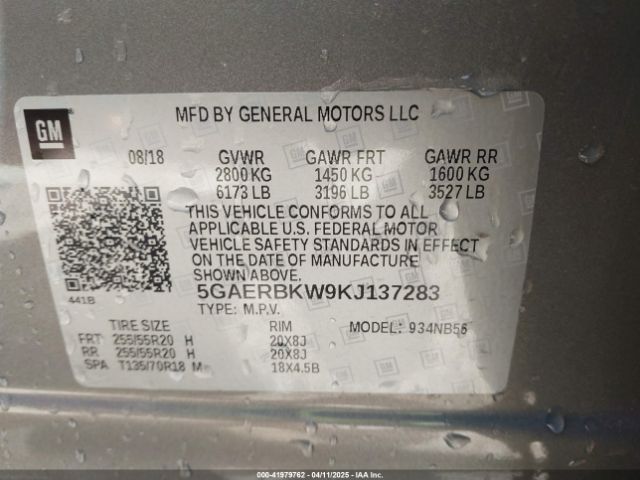 GM
MFD BY GENERAL MOTORS LLC
08/18 GVWR GAWR FRT GAWR RR
2800 KG 1450 KG 1600 KG
6173 LB 3196 LB 3527 LB
THIS VEHICLE CONFORMS TO ALL
APPLICABLE U.S. FEDERAL MOTOR
VEHICLE SAFETY STANDARDS IN EFFECT
ON THE DATE OF MANUFACTURE
SHOWN ABOVE.
441B 5GAERBKW9KJ137283
TYPE: M.P.V.
TIRE SIZE RIM MODEL: 934NB56
FRT 255/55R20 H 20X8J
RR 255/55R20 H 20X8J
SPA T135/70R18 M 18X4.5B
000-41979762 | 04/11/2025 - IAAI.COM